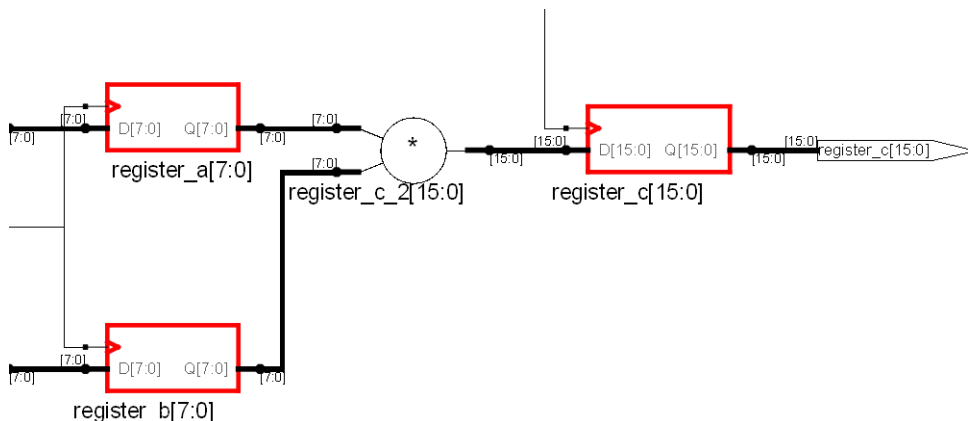 [7:0]
[7:0]
D[7:0] Q[7:0]
[7:0]
[7:0]
register_a[7:0]
[7:0]
*
register_c_2[15:0]
[15:0]
[15:0]
D[15:0] Q[15:0]
[15:0]
[15:0]
register_c[15:0]
register_c[15:0]
[7:0]
[7:0]
D[7:0] Q[7:0]
[7:0]
register_b[7:0]